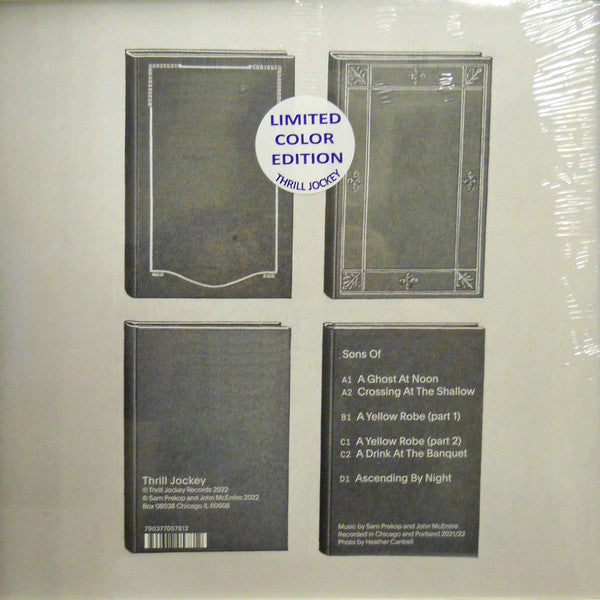 LIMITED
COLOR
EDITION
THRILL JOCKEY
Sons Of
A1 A Ghost At Noon
A2 Crossing At The Shallow
B1 A Yellow Robe (part 1)
C1 A Yellow Robe (part 2)
C2 A Drink At The Banquet
D1 Ascending By Night
Thrill Jockey
℗ Thrill Jockey Records 2022
© Sam Prekop and John McEntire 2022
Box 08038 Chicago IL 60608
790377057812
Music by Sam Prekop and John McEntire
Recorded in Chicago and Portland 2021/22
Photo by Heather Cantrell